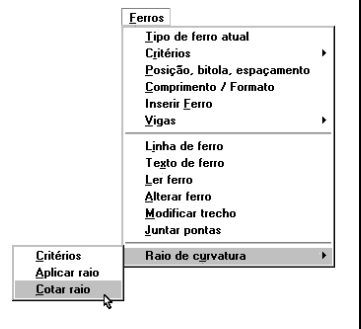 Ferros
Tipo de ferro atual
Critérios
Posição, bitola, espaçamento
Comprimento / Formato
Inserir Ferro
Vigas
Linha de ferro
Texto de ferro
Ler ferro
Alterar ferro
Modificar trecho
Juntar pontas
Raio de curvatura
Critérios
Aplicar raio
Cotar raio